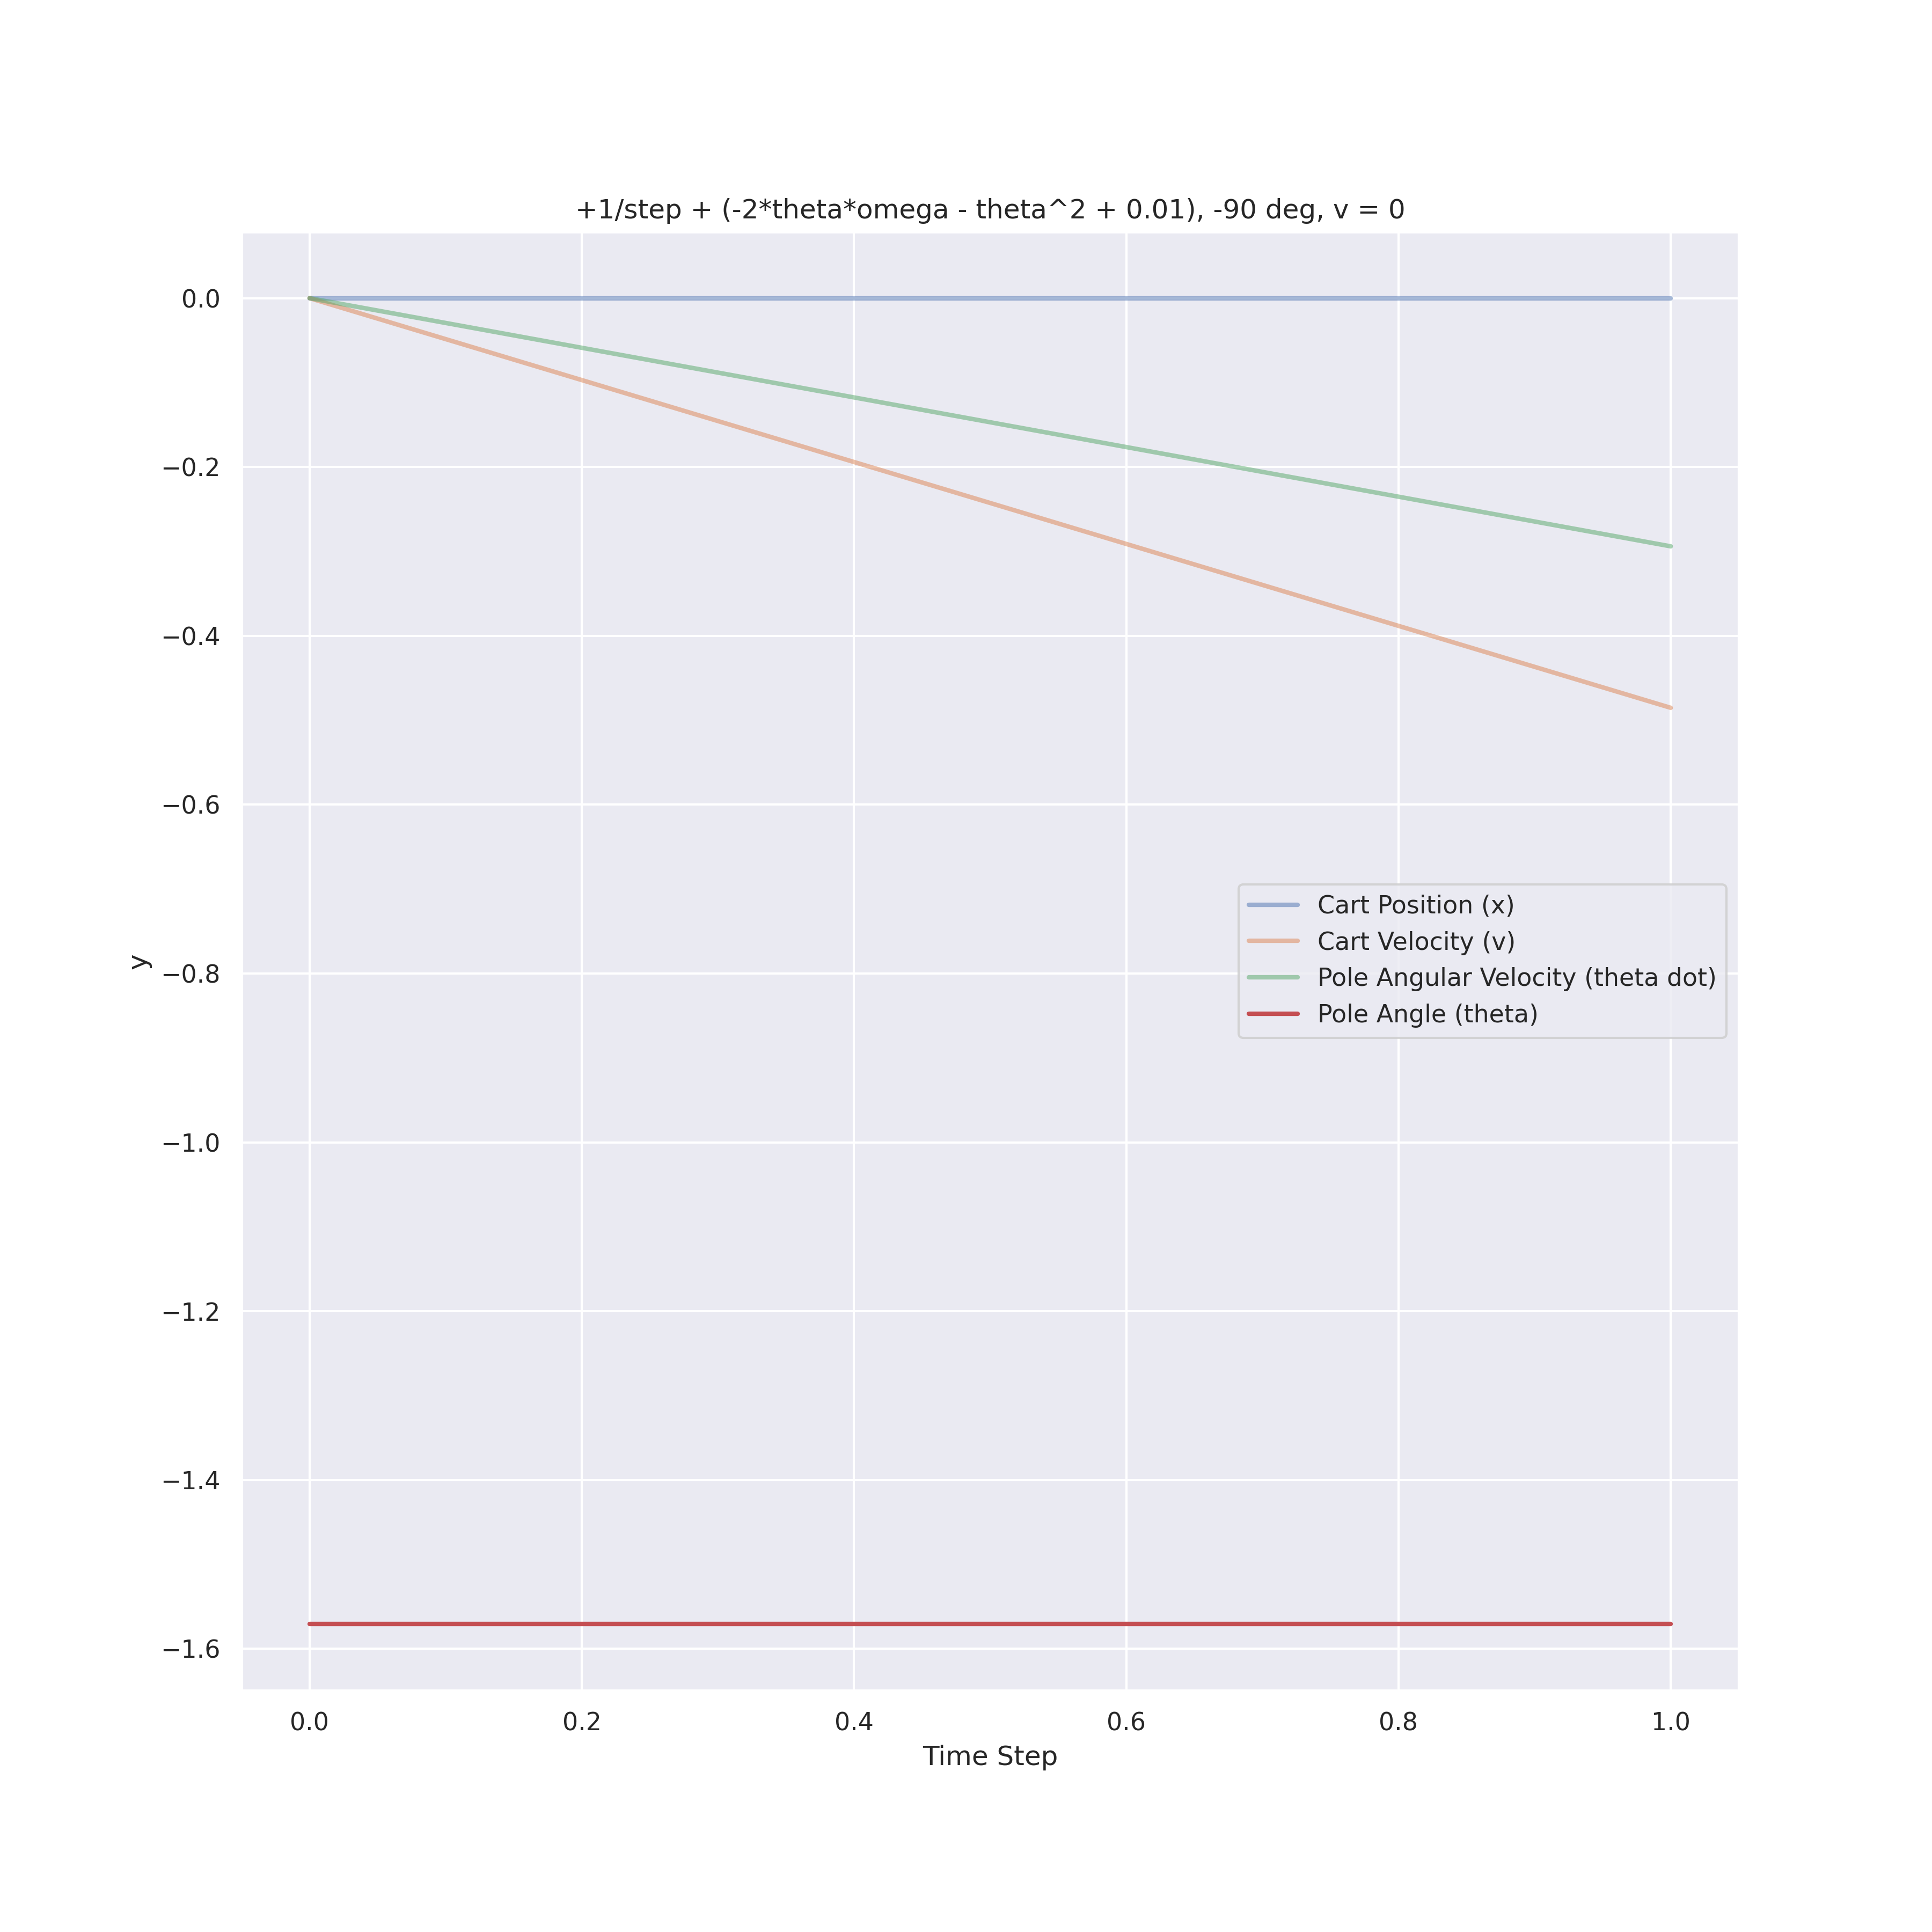 +1/step + (-2*theta*omega - theta^2 + 0.01), -90 deg, v = 0
0.0
−0.2
−0.4
−0.6
−0.8
−1.0
−1.2
−1.4
−1.6
y
Cart Position (x)
Cart Velocity (v)
Pole Angular Velocity (theta dot)
Pole Angle (theta)
0.0 0.2 0.4 0.6 0.8 1.0
Time Step